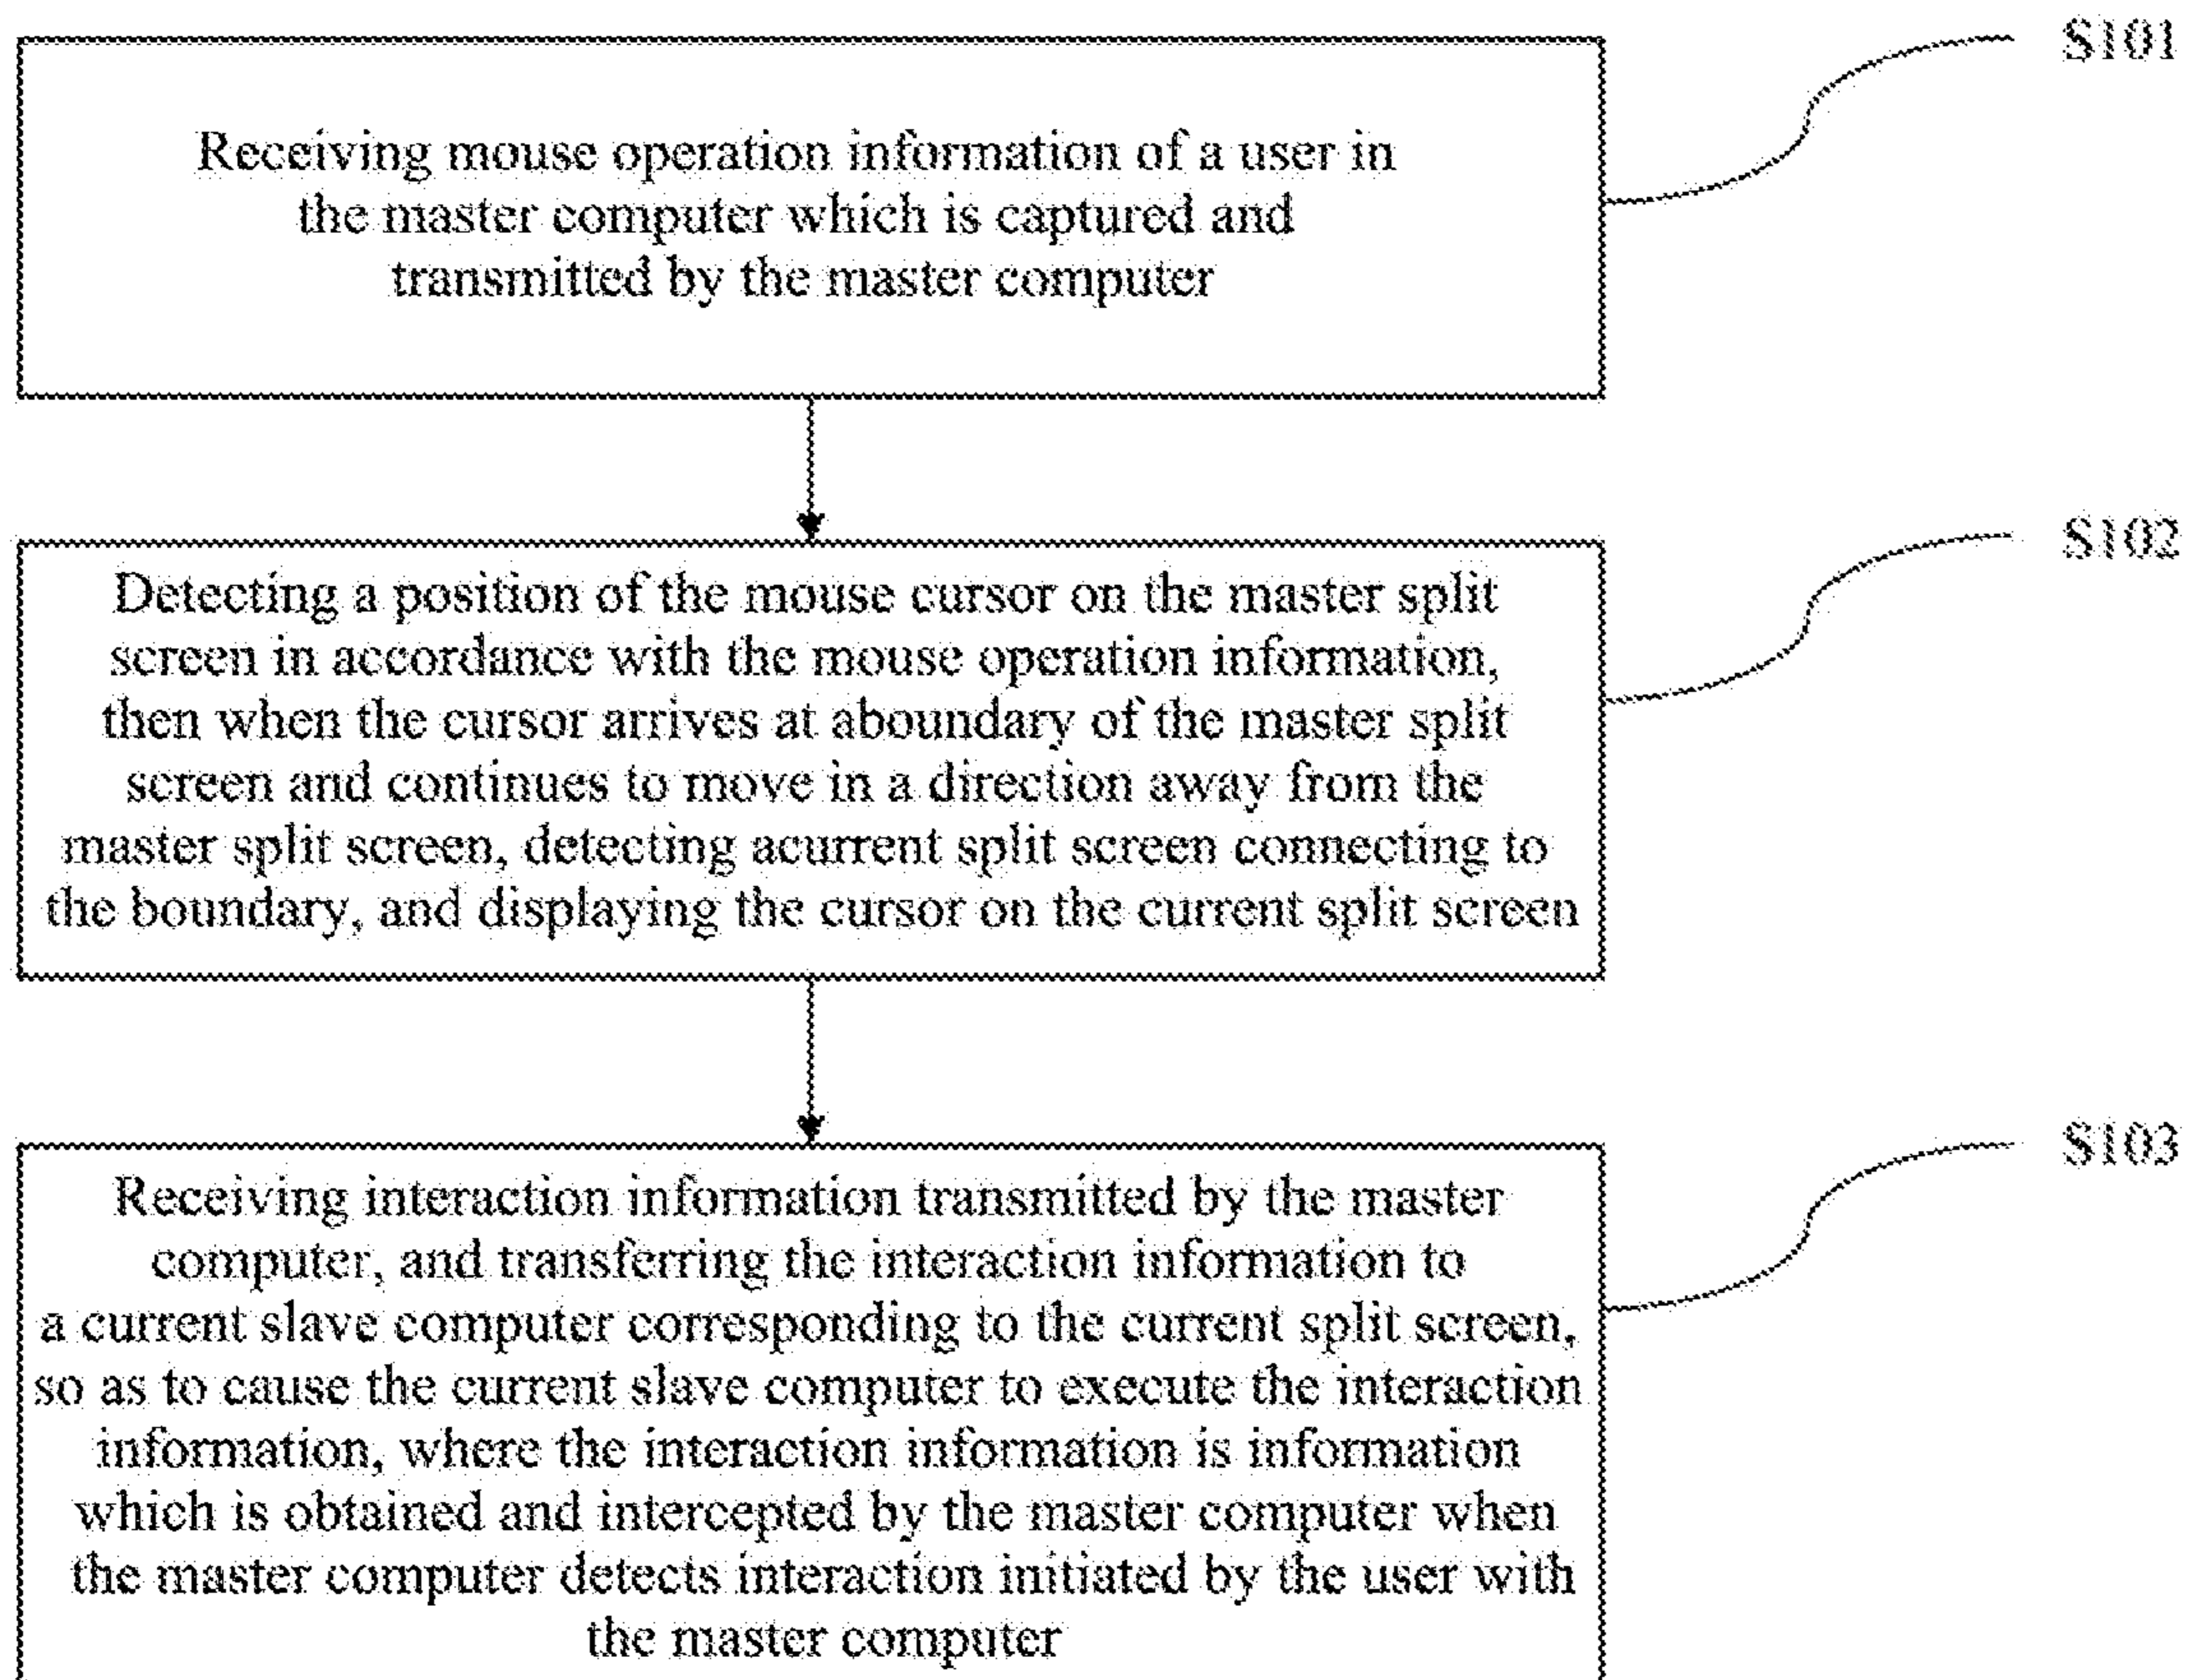 S101
Receiving mouse operation information of a user in
the master computer which is captured and
transmitted by the master computer
S102
Detecting a position of the mouse cursor on the master split
screen in accordance with the mouse operation information,
then when the cursor arrives at aboundary of the master split
screen and continues to move in a direction away from the
master split screen, detecting acurrent split screen connecting to
the boundary, and displaying the cursor on the current split screen
S103
Receiving interaction information transmitted by the master
computer, and transferring the interaction information to
a current slave computer corresponding to the current split screen,
so as to cause the current slave computer to execute the interaction
information, where the interaction information is information
which is obtained and intercepted by the master computer when
the master computer detects interaction initiated by the user with
the master computer